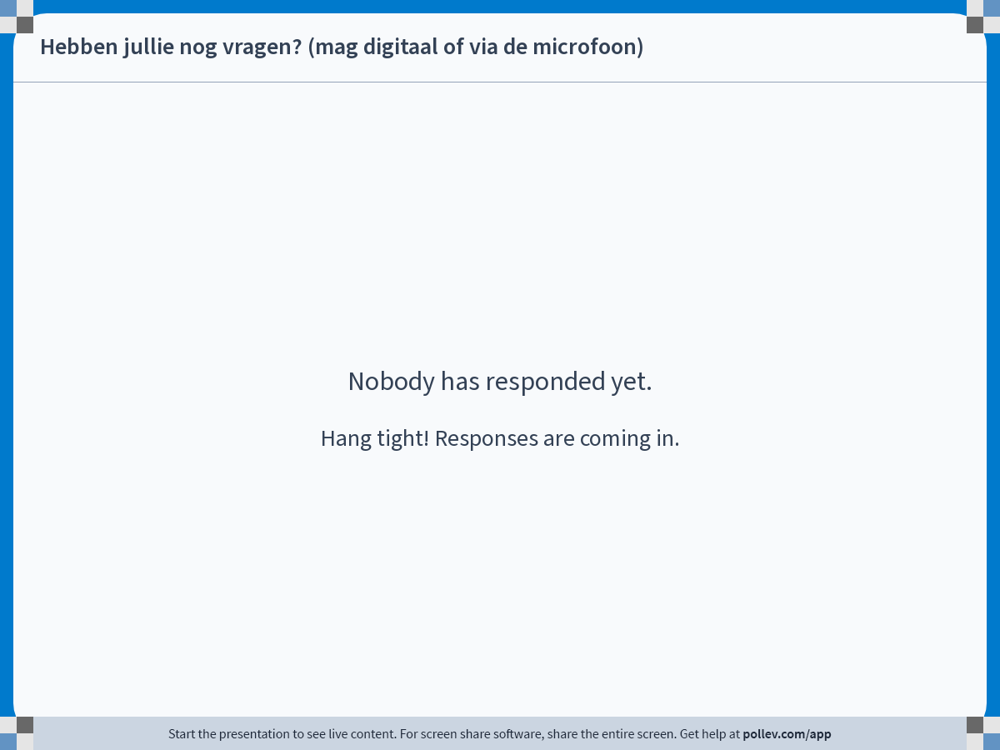 Hebben jullie nog vragen? (mag digitaal of via de microfoon)
Nobody has responded yet.
Hang tight! Responses are coming in.
Start the presentation to see live content. For screen share software, share the entire screen. Get help at pollev.com/app